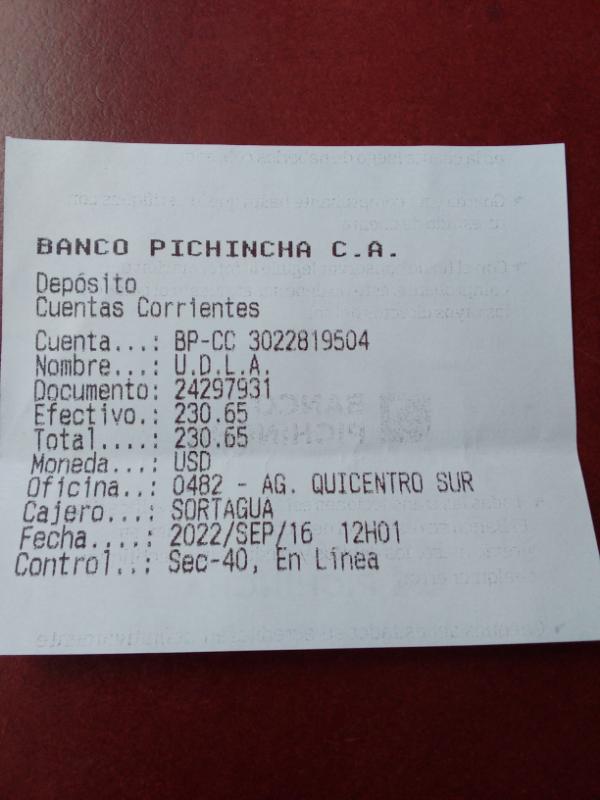 BANCO PICHINCHA C.A.
Depósito
Cuentas Corrientes
Cuenta...: BP-CC 3022819504
Nombre...: U.D.L.A.
Documento: 24297931
Efectivo.: 230.65
Total....: 230.65
Moneda...: USD
Oficina..: 0482 - AG. QUICENTRO SUR
Cajero...: SORTAGUA
Fecha....: 2022/SEP/16 12H01
Control..: Sec-40, En Linea